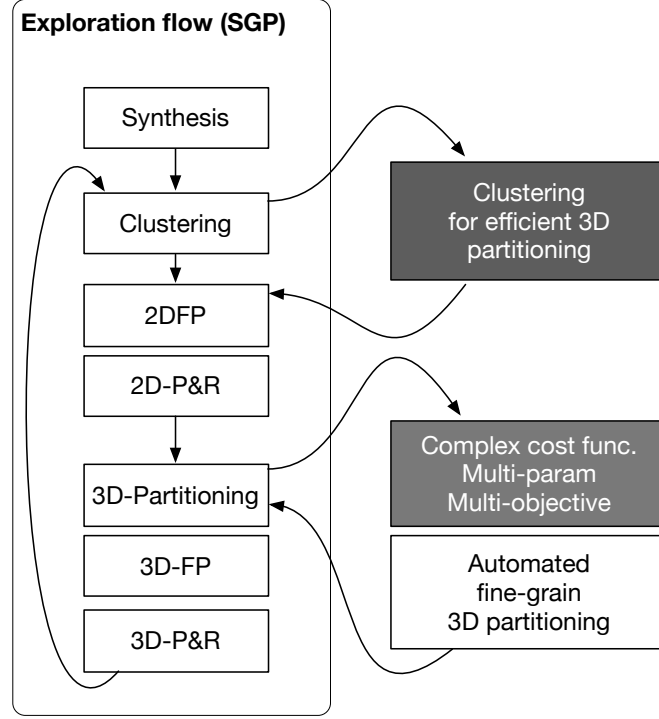 Exploration flow (SGP)
Synthesis
Clustering
2DFP
2D-P&R
3D-Partitioning
3D-FP
3D-P&R
Clustering
for efficient 3D
partitioning
Complex cost func.
Multi-param
Multi-objective
Automated
fine-grain
3D partitioning